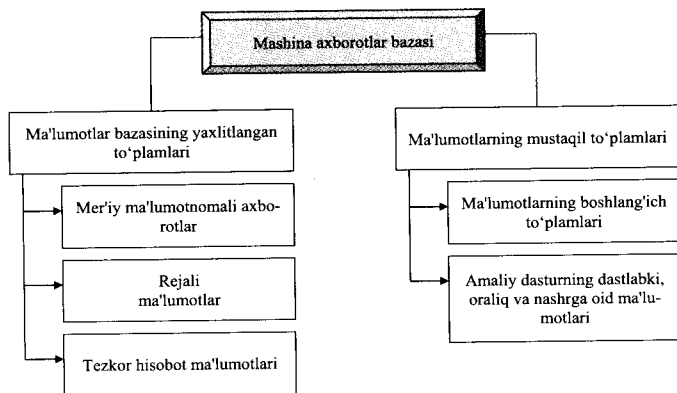 Mashina axborotlar bazasi
Ma'lumotlar bazasining yaxlitlangan
to‘plamlari
Mer'iy ma'lumotnomali axbo-
rotlar
Rejali
ma'lumotlar
Tezkor hisobot ma'lumotlari
Ma'lumotlarning mustaqil to‘plamlari
Ma'lumotlarning boshlang'ich
to‘plamlari
Amaliy dasturning dastlabki,
oraliq va nashrga oid ma'lu-
motlari